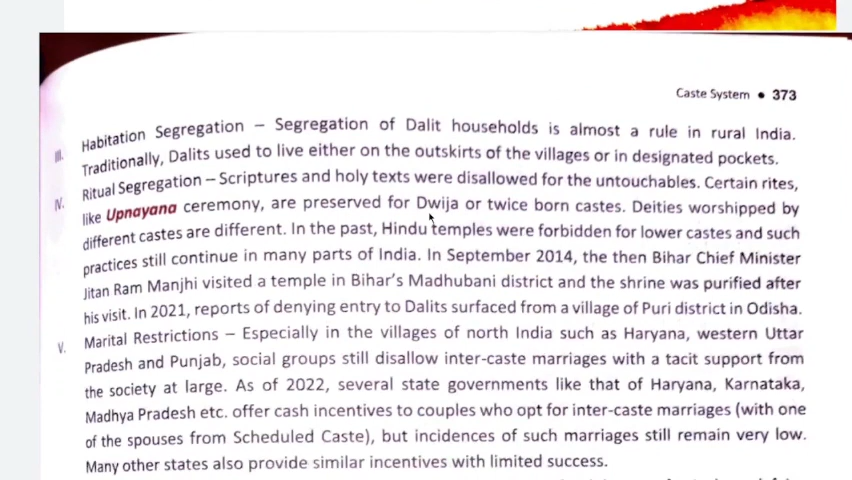 Caste System • 373
III. Habitation Segregation – Segregation of Dalit households is almost a rule in rural India.
Traditionally, Dalits used to live either on the outskirts of the villages or in designated pockets.
IV. Ritual Segregation – Scriptures and holy texts were disallowed for the untouchables. Certain rites,
like Upnayana ceremony, are preserved for Dwija or twice born castes. Deities worshipped by
different castes are different. In the past, Hindu temples were forbidden for lower castes and such
practices still continue in many parts of India. In September 2014, the then Bihar Chief Minister
Jitan Ram Manjhi visited a temple in Bihar's Madhubani district and the shrine was purified after
his visit. In 2021, reports of denying entry to Dalits surfaced from a village of Puri district in Odisha.
V. Marital Restrictions – Especially in the villages of north India such as Haryana, western Uttar
Pradesh and Punjab, social groups still disallow inter-caste marriages with a tacit support from
the society at large. As of 2022, several state governments like that of Haryana, Karnataka,
Madhya Pradesh etc. offer cash incentives to couples who opt for inter-caste marriages (with one
of the spouses from Scheduled Caste), but incidences of such marriages still remain very low.
Many other states also provide similar incentives with limited success.